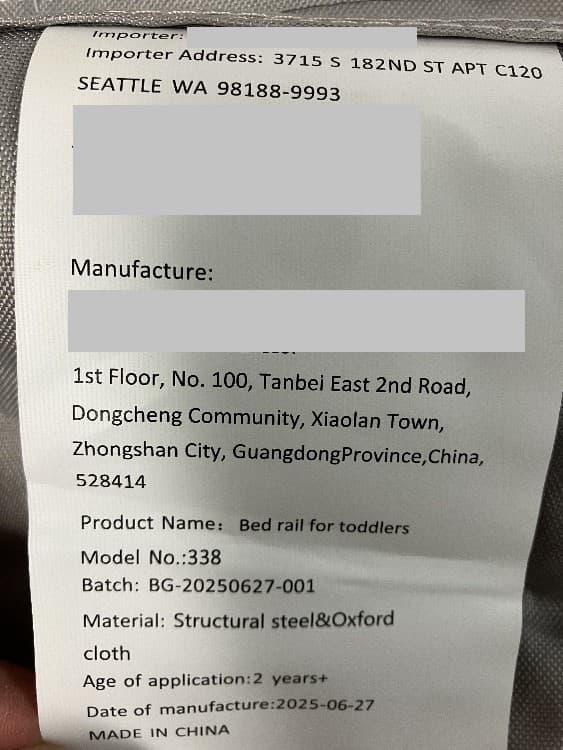 Importer:
Importer Address: 3715 S 182ND ST APT C120
SEATTLE WA 98188-9993
Manufacture:
1st Floor, No. 100, Tanbei East 2nd Road,
Dongcheng Community, Xiaolan Town,
Zhongshan City, GuangdongProvince,China,
528414
Product Name: Bed rail for toddlers
Model No.:338
Batch: BG-20250627-001
Material: Structural steel&Oxford
cloth
Age of application:2 years+
Date of manufacture:2025-06-27
MADE IN CHINA